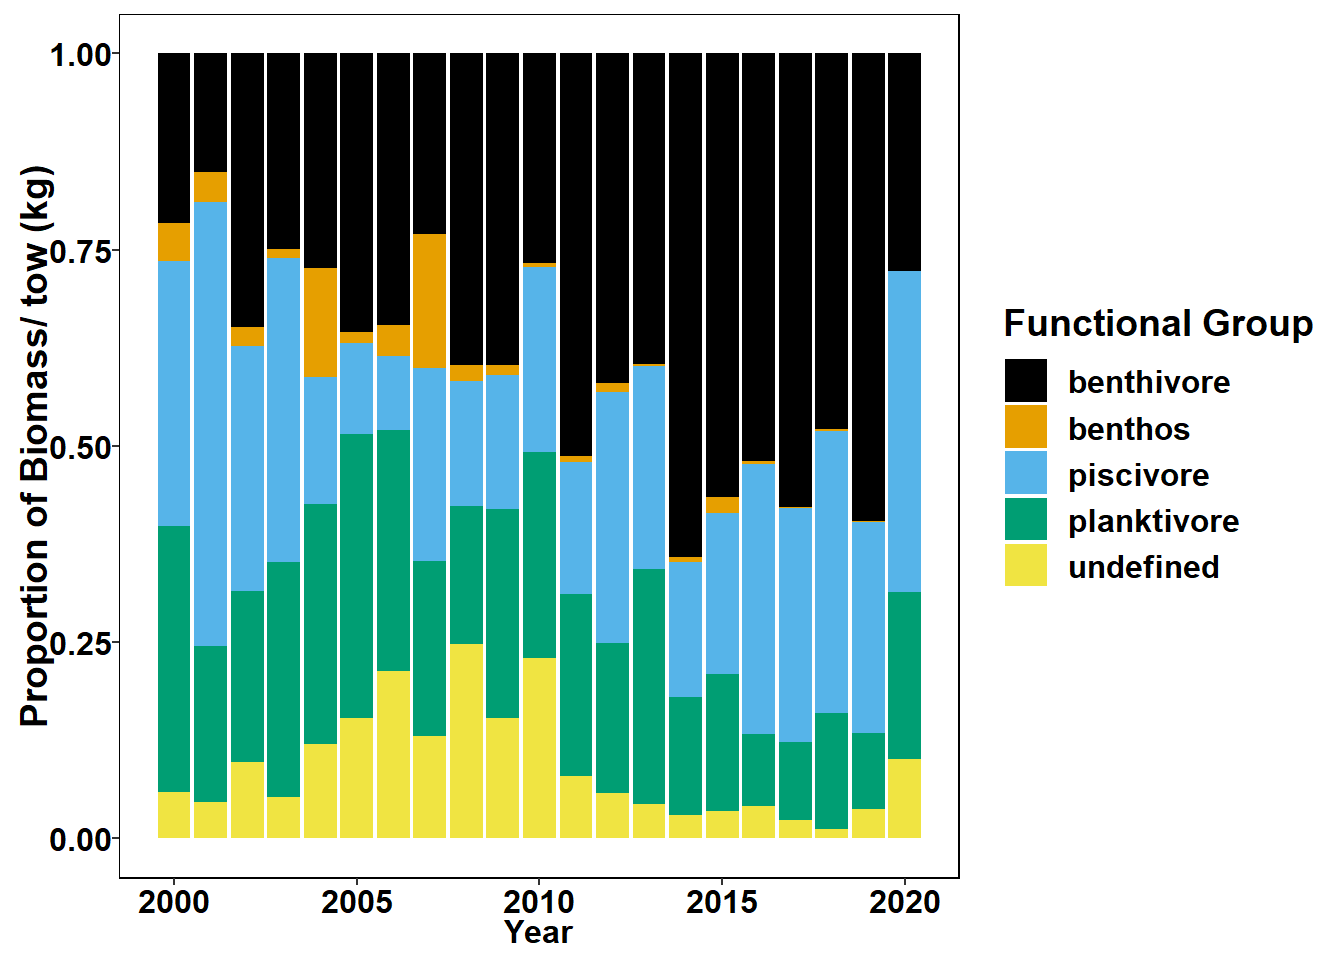 Proportion of Biomass/ tow (kg)
1.00
0.75
0.50
0.25
0.00
2000 2005 2010 2015 2020
Year
Functional Group
benthivore
benthos
piscivore
planktivore
undefined